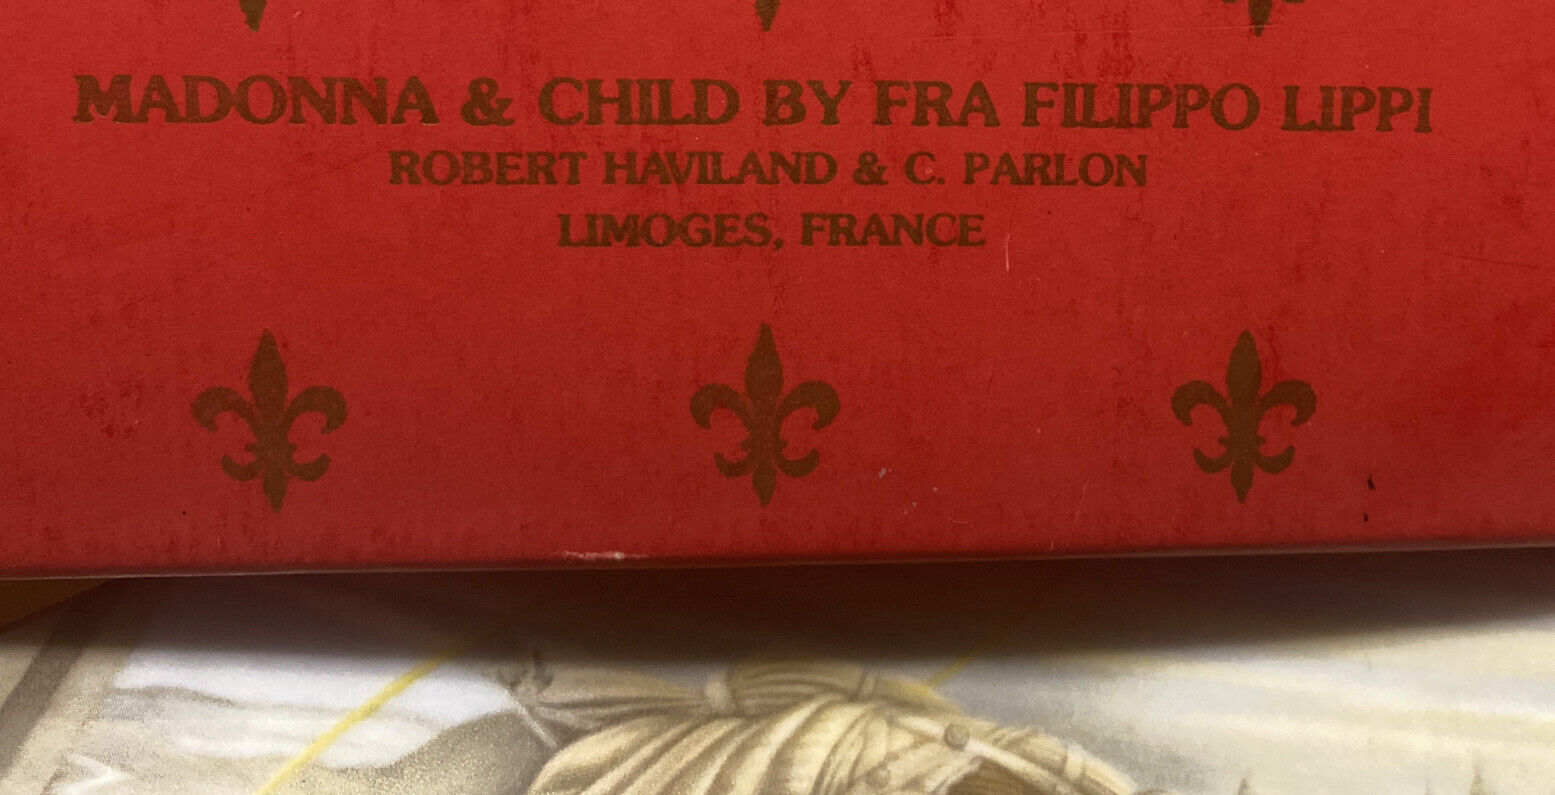 MADONNA & CHILD BY FRA FILIPPO LIPPI
ROBERT HAVILAND & C. PARLON
LIMOGES, FRANCE